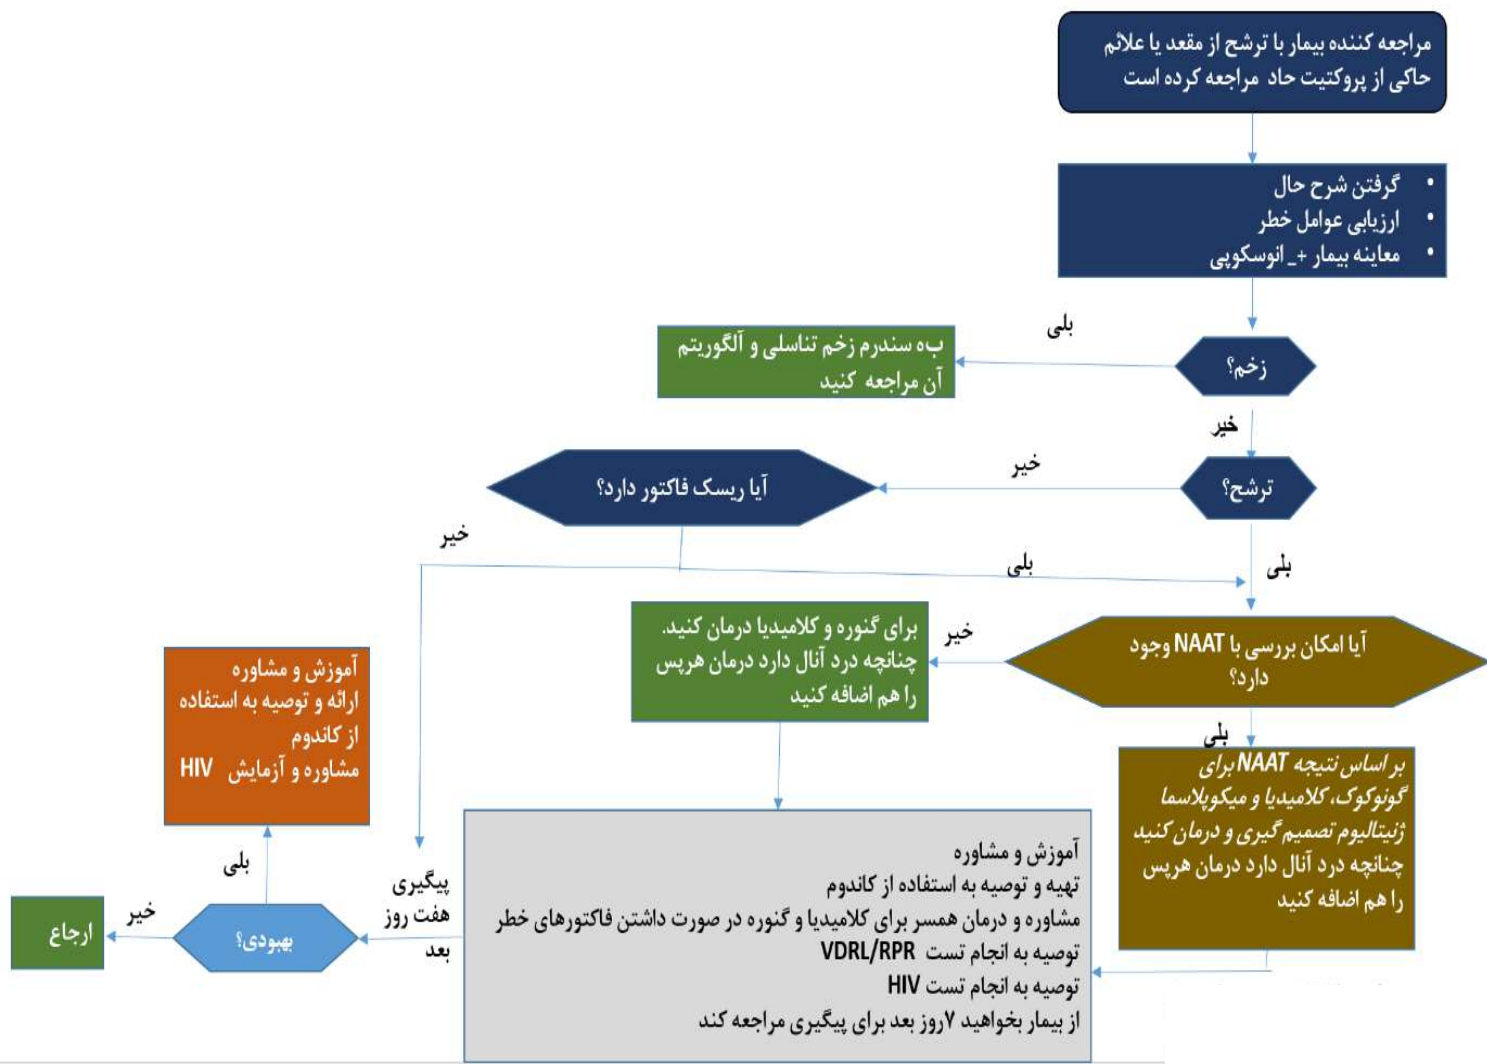 مراجعه کننده بیمار با ترشح از مقعد یا علائم
حاکی از پروکتیت حاد مراجعه کرده است
• گرفتن شرح حال
• ارزیابی عوامل خطر
• معاینه بیمار +_ انوسکوپی
زخم؟
بلی
به سندرم زخم تناسلی و آلگوریتم
آن مراجعه کنید
خیر
ترشح؟
خیر
آیا ریسک فاکتور دارد؟
خیر
بلی
بلی
آیا امکان بررسی با NAAT وجود
دارد؟
خیر
برای گنوره و کلامیدیا درمان کنید.
چنانچه درد آنال دارد درمان هرپس
را هم اضافه کنید
بلی
بر اساس نتیجه NAAT برای
گونوکوک، کلامیدیا و میکوپلاسما
ژنیتالیوم تصمیم گیری و درمان کنید
چنانچه درد آنال دارد درمان هرپس
را هم اضافه کنید
آموزش و مشاوره
تهیه و توصیه به استفاده از کاندوم
مشاوره و درمان همسر برای کلامیدیا و گنوره در صورت داشتن فاکتورهای خطر
توصیه به انجام تست VDRL/RPR
توصیه به انجام تست HIV
از بیمار بخواهید ۷روز بعد برای پیگیری مراجعه کند
پیگیری
هفت روز
بعد
بهبودی؟
بلی
آموزش و مشاوره
ارائه و توصیه به استفاده
از کاندوم
مشاوره و آزمایش HIV
خیر
ارجاع